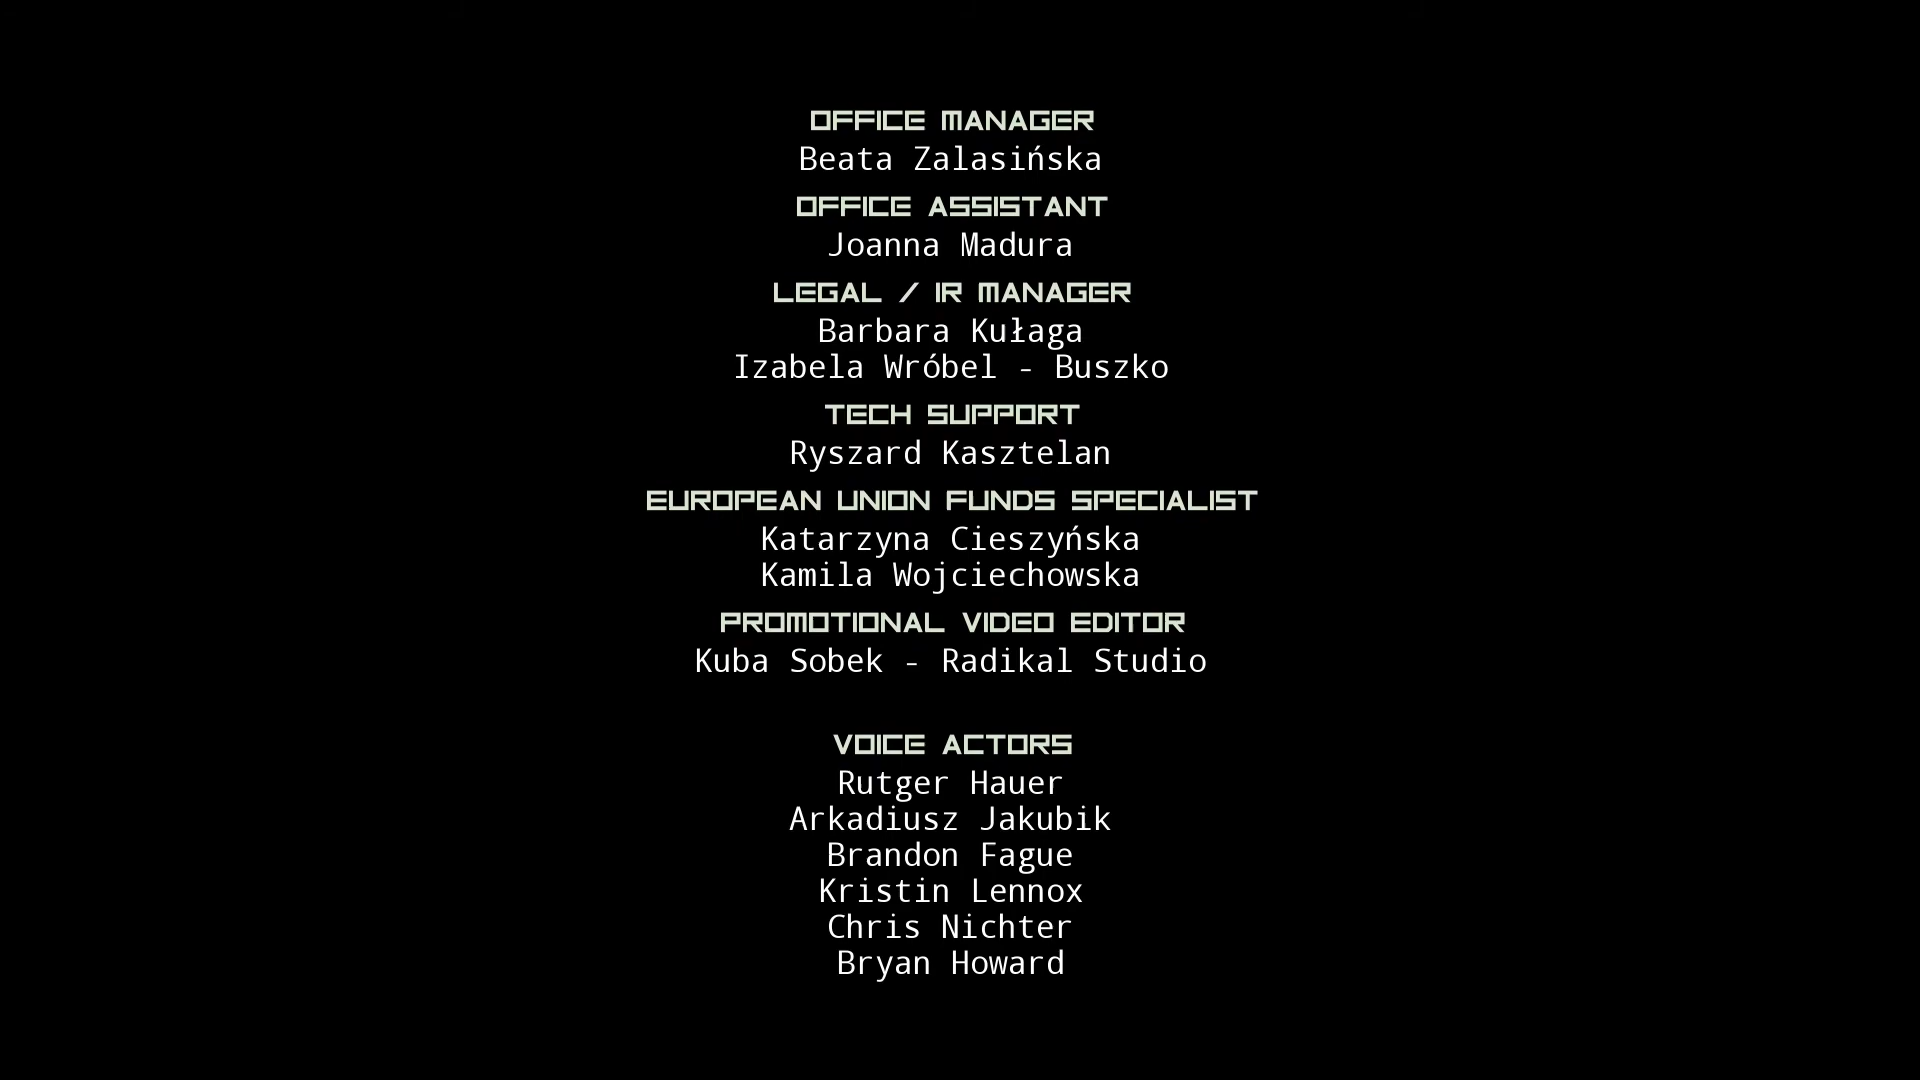 OFFICE MANAGER
Beata Zalasińska
OFFICE ASSISTANT
Joanna Madura
LEGAL / IR MANAGER
Barbara Kułaga
Izabela Wróbel - Buszko
TECH SUPPORT
Ryszard Kasztelan
EUROPEAN UNION FUNDS SPECIALIST
Katarzyna Cieszyńska
Kamila Wojciechowska
PROMOTIONAL VIDEO EDITOR
Kuba Sobek - Radikal Studio
VOICE ACTORS
Rutger Hauer
Arkadiusz Jakubik
Brandon Fague
Kristin Lennox
Chris Nichter
Bryan Howard